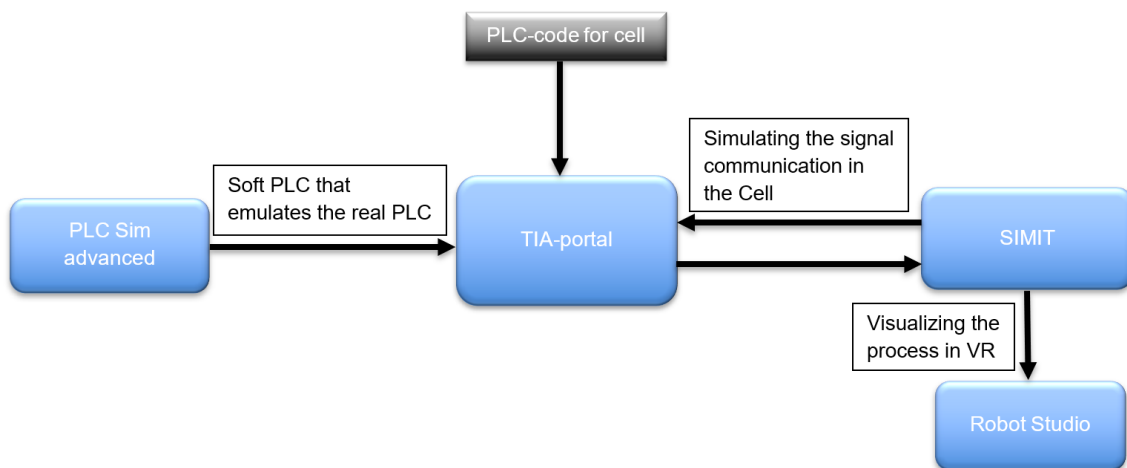 PLC-code for cell
Simulating the signal
communication in
the Cell
Soft PLC that
emulates the real PLC
PLC Sim
advanced
TIA-portal
SIMIT
Visualizing the
process in VR
Robot Studio